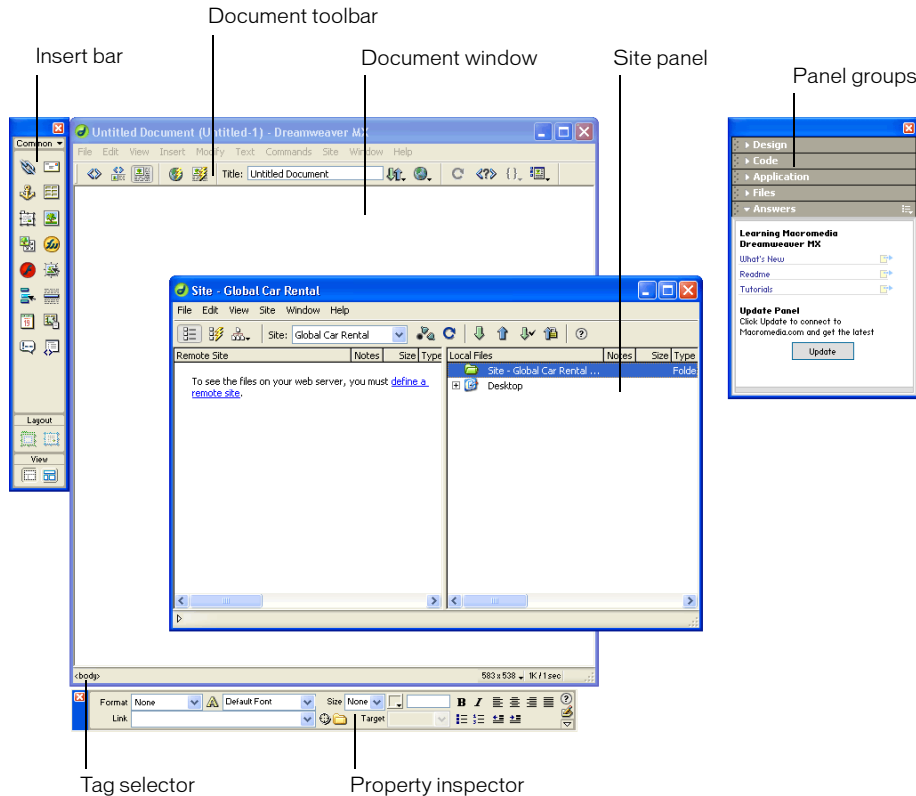 Document toolbar
Insert bar
Document window
Site panel
Panel groups
Common
Untitled Document (Untitled-1) - Dreamweaver MX
File Edit View Insert Modify Text Commands Site Window Help
Title: Untitled Document
Design
Code
Application
Files
Answers
Learning Macromedia
Dreamweaver MX
What's New
Readme
Tutorials
Update Panel
Click Update to connect to
Macromedia.com and get the latest
Update
Site - Global Car Rental
File Edit View Site Window Help
Site: Global Car Rental
Remote Site Notes Size Type Local Files Notes Size Type
To see the files on your web server, you must define a
remote site.
Site - Global Car Rental ... Folde
Desktop
Layout
View
<body> 583 x 538 1K / 1 sec
Format None Default Font Size None B I
Link Target
Tag selector
Property inspector